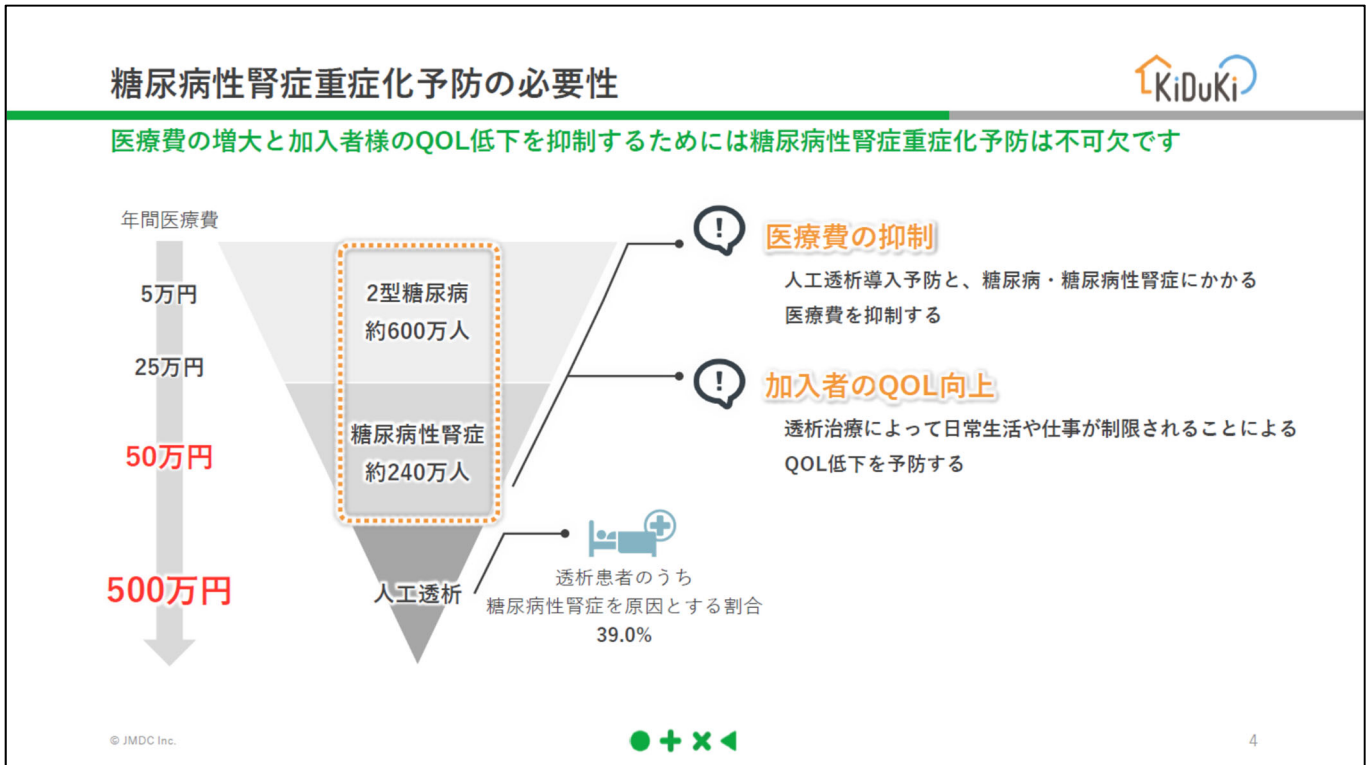 糖尿病性腎症重症化予防の必要性
KiDuKi
医療費の増大と加入者様のQOL低下を抑制するためには糖尿病性腎症重症化予防は不可欠です
年間医療費
5万円
25万円
50万円
500万円
2型糖尿病
約600万人
糖尿病性腎症
約240万人
人工透析
!
医療費の抑制
人工透析導入予防と、糖尿病・糖尿病性腎症にかかる
医療費を抑制する
!
加入者のQOL向上
透析治療によって日常生活や仕事が制限されることによる
QOL低下を予防する
透析患者のうち
糖尿病性腎症を原因とする割合
39.0%
© JMDC Inc.
4